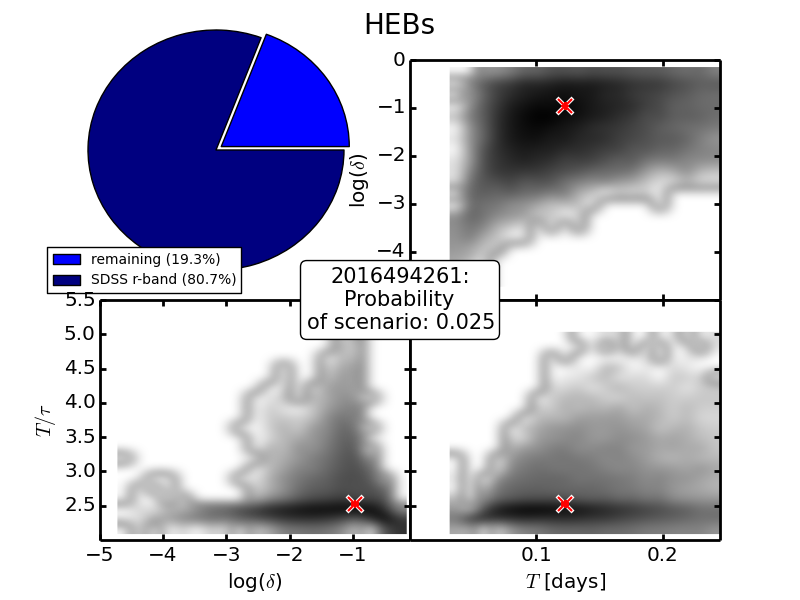 HEBs
remaining (19.3%)
SDSS r-band (80.7%)
log(δ)
0
−1
−2
−3
−4
2016494261:
Probability
of scenario: 0.025
T/τ
5.5
5.0
4.5
4.0
3.5
3.0
2.5
−5 −4 −3 −2 −1
log(δ)
0.1 0.2
T [days]